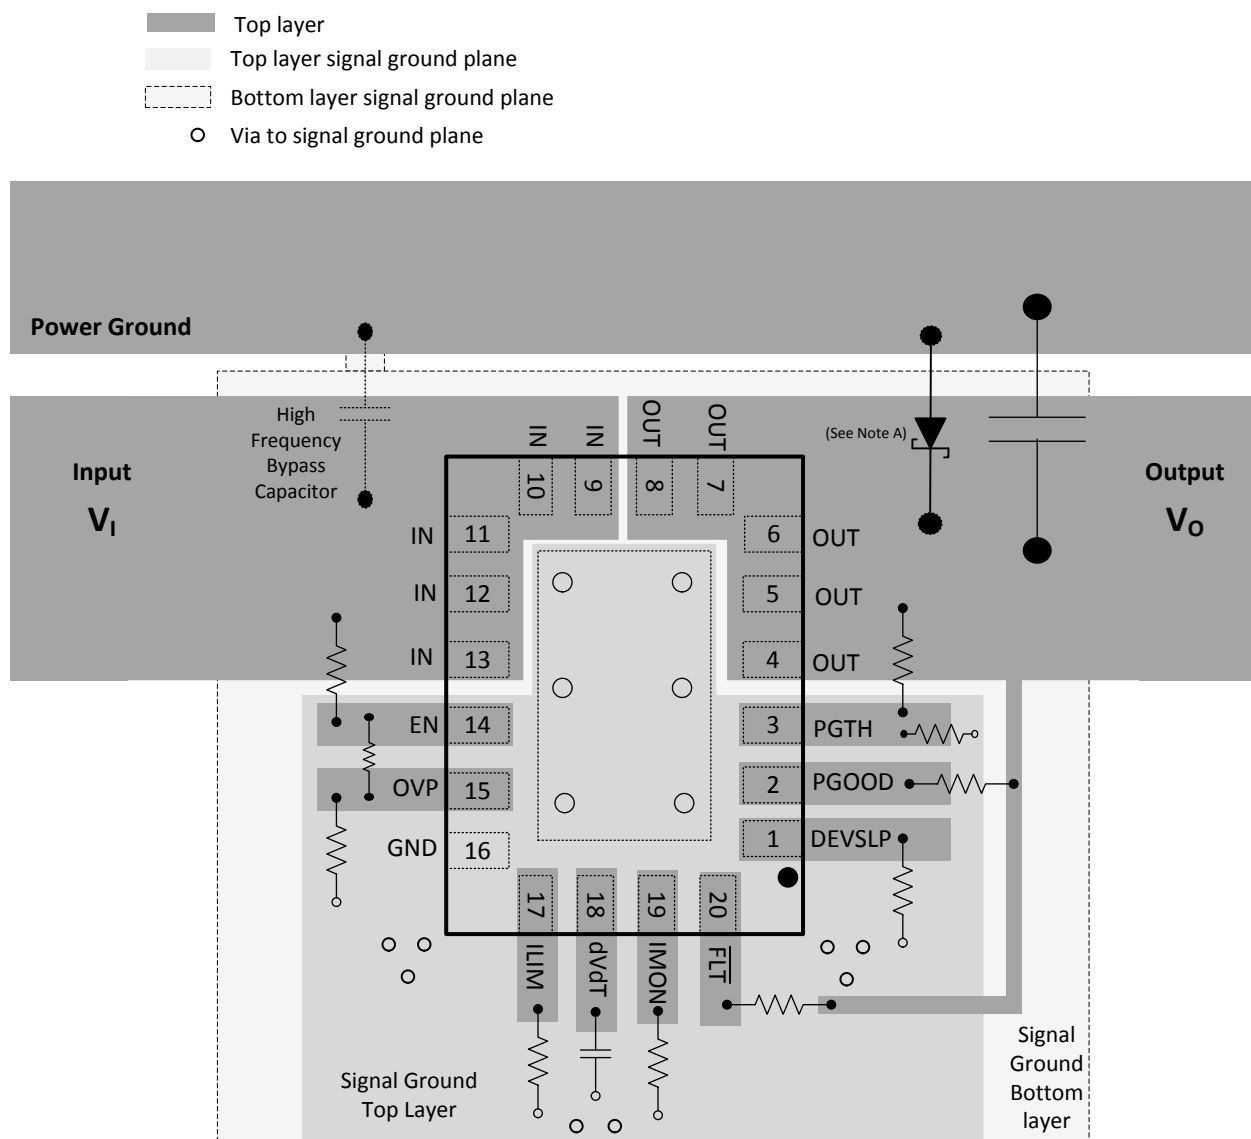 Top layer
Top layer signal ground plane
Bottom layer signal ground plane
Via to signal ground plane
Power Ground
High
Frequency
Bypass
Capacitor
(See Note A)
Input
VI
Output
VO
IN
IN
OUT
OUT
10
9
8
7
IN
11
6
OUT
IN
12
5
OUT
IN
13
4
OUT
EN
14
3
PGTH
OVP
15
2
PGOOD
GND
16
1
DEVSLP
17
18
19
20
ILIM
dVdT
IMON
FLT
Signal Ground
Top Layer
Signal
Ground
Bottom
layer